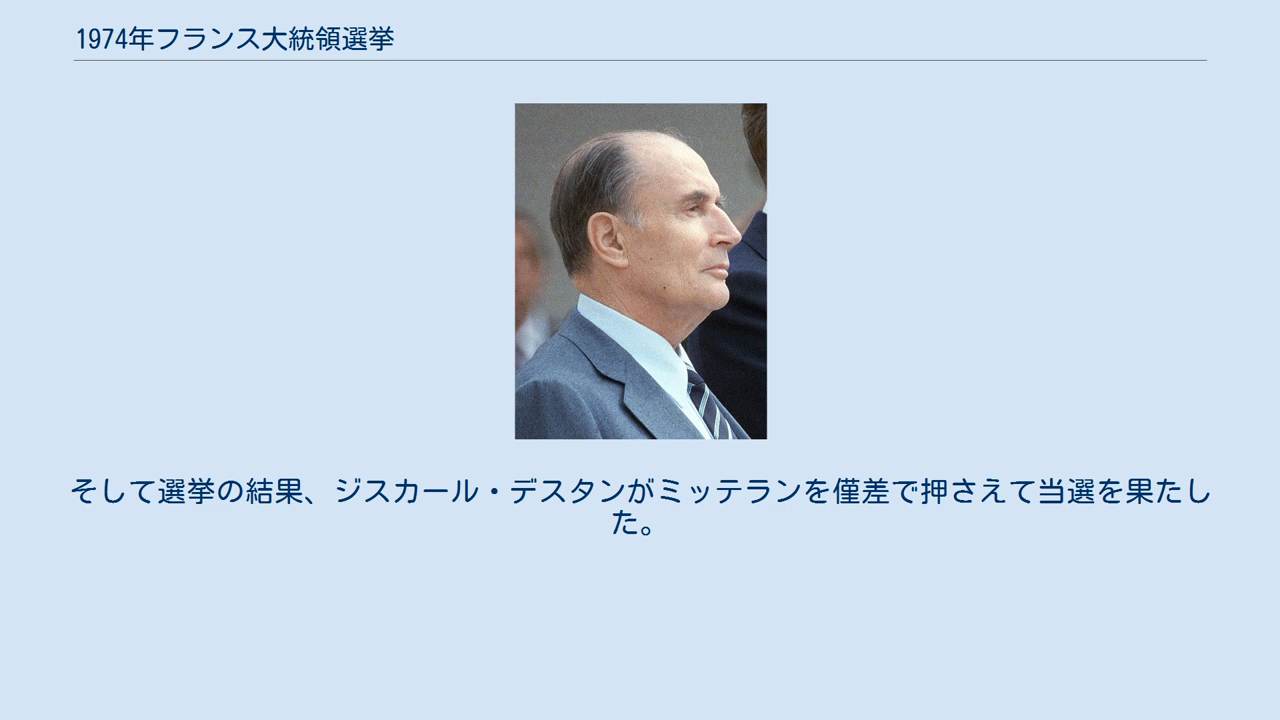 1974年フランス大統領選挙
そして選挙の結果、ジスカール・デスタンがミッテランを僅差で押さえて当選を果たし
た。